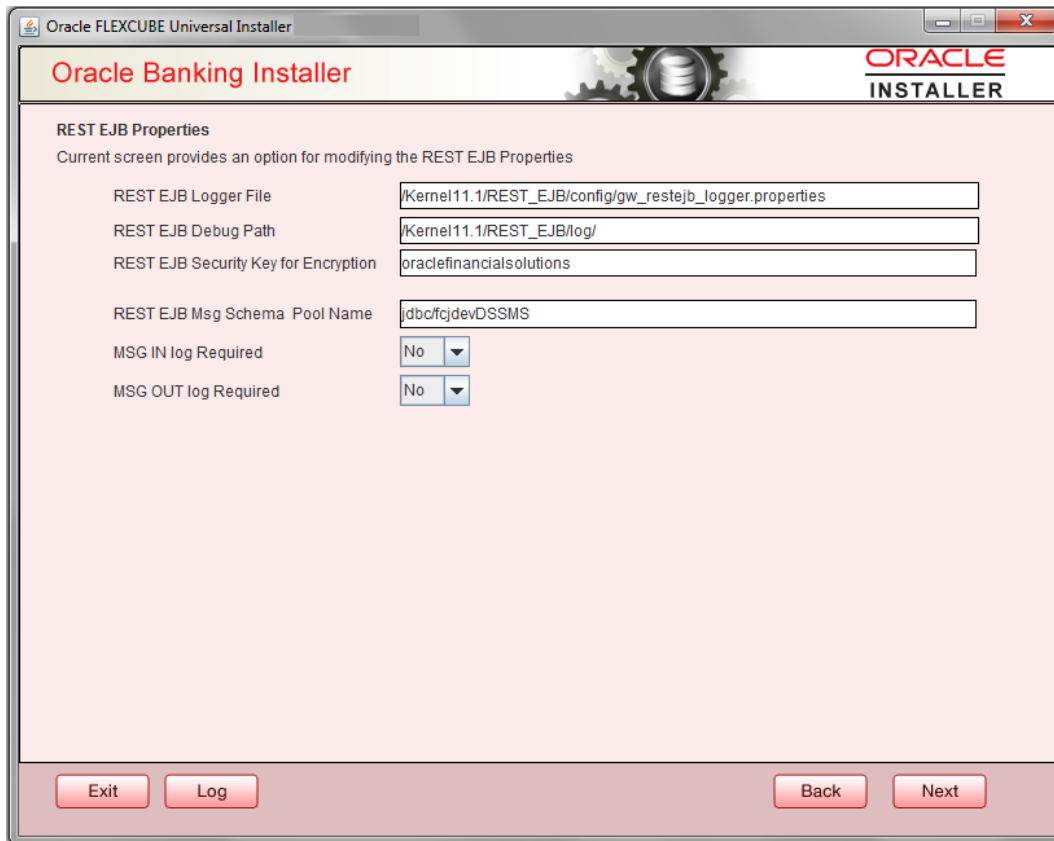 Oracle FLEXCUBE Universal Installer
Oracle Banking Installer
ORACLE
INSTALLER
REST EJB Properties
Current screen provides an option for modifying the REST EJB Properties
REST EJB Logger File /Kernel11.1/REST_EJB/config/gw_restejb_logger.properties
REST EJB Debug Path /Kernel11.1/REST_EJB/log/
REST EJB Security Key for Encryption oraclefinancialsolutions
REST EJB Msg Schema Pool Name jdbc/fcjdevDSSMS
MSG IN log Required No
MSG OUT log Required No
Exit Log Back Next